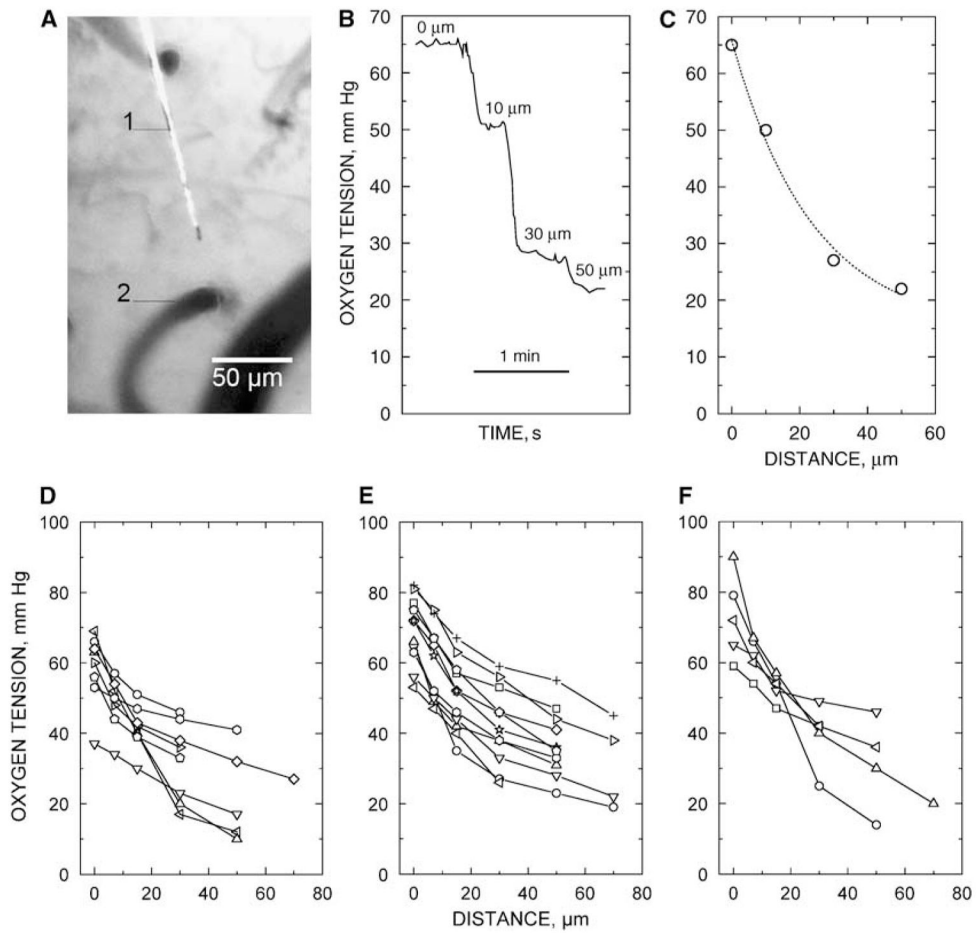 A
1
2
50 µm
B
OXYGEN TENSION, mm Hg
70
60
50
40
30
20
10
0
0 µm
10 µm
30 µm
50 µm
1 min
TIME, s
C
70
60
50
40
30
20
10
0
0 20 40 60
DISTANCE, µm
D
OXYGEN TENSION, mm Hg
100
80
60
40
20
0
0 20 40 60 80
E
100
80
60
40
20
0
0 20 40 60 80
DISTANCE, µm
F
100
80
60
40
20
0
0 20 40 60 80